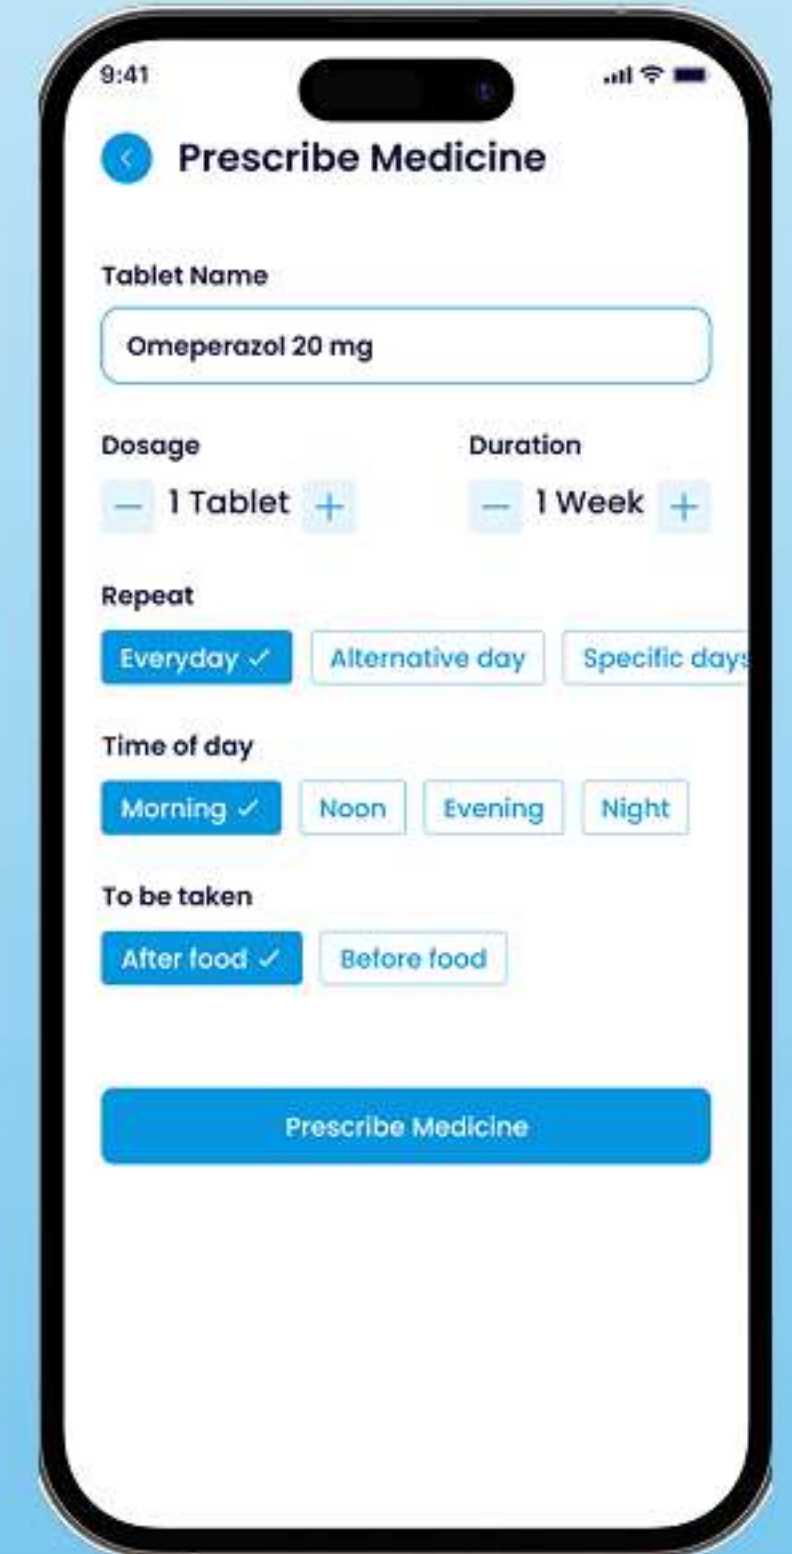 9:41
Prescribe Medicine
Tablet Name
Omeperazol 20 mg
Dosage Duration
1 Tablet 1 Week
Repeat
Everyday Alternative day Specific days
Time of day
Morning Noon Evening Night
To be taken
After food Before food
Prescribe Medicine